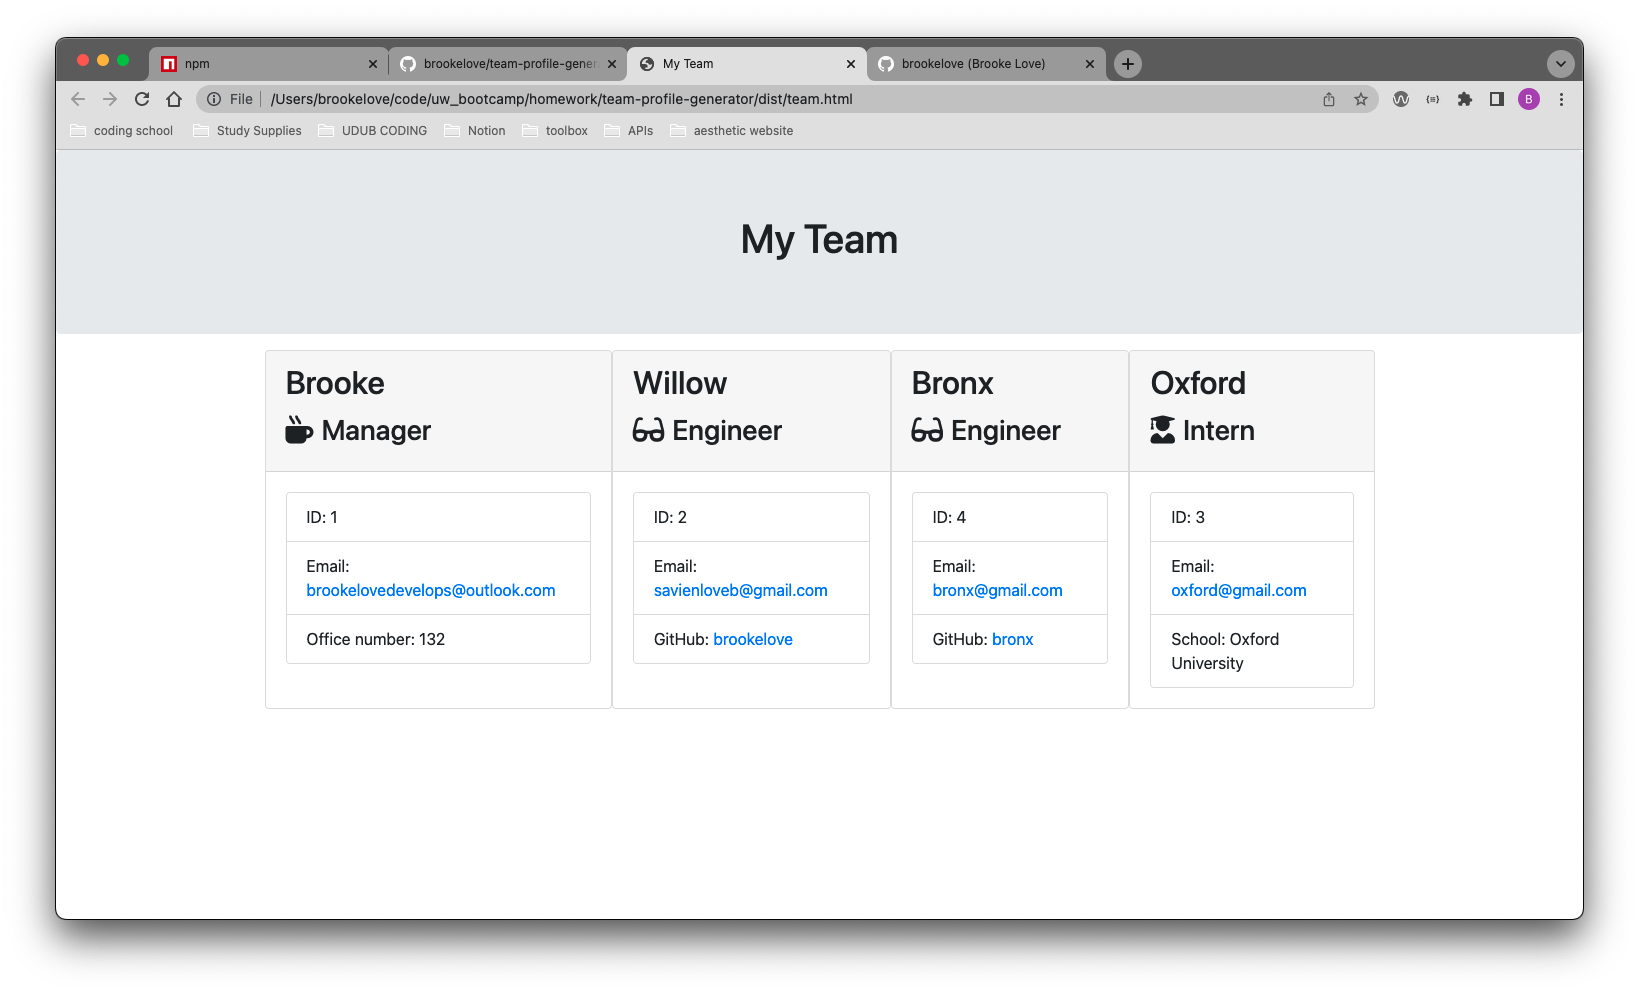 npm
brookelove/team-profile-gener
My Team
brookelove (Brooke Love)
File
/Users/brookelove/code/uw_bootcamp/homework/team-profile-generator/dist/team.html
B
coding school
Study Supplies
UDUB CODING
Notion
toolbox
APIs
aesthetic website
My Team
Brooke
Manager
ID: 1
Email:
brookelovedevelops@outlook.com
Office number: 132
Willow
Engineer
ID: 2
Email:
savienloveb@gmail.com
GitHub: brookelove
Bronx
Engineer
ID: 4
Email:
bronx@gmail.com
GitHub: bronx
Oxford
Intern
ID: 3
Email:
oxford@gmail.com
School: Oxford
University